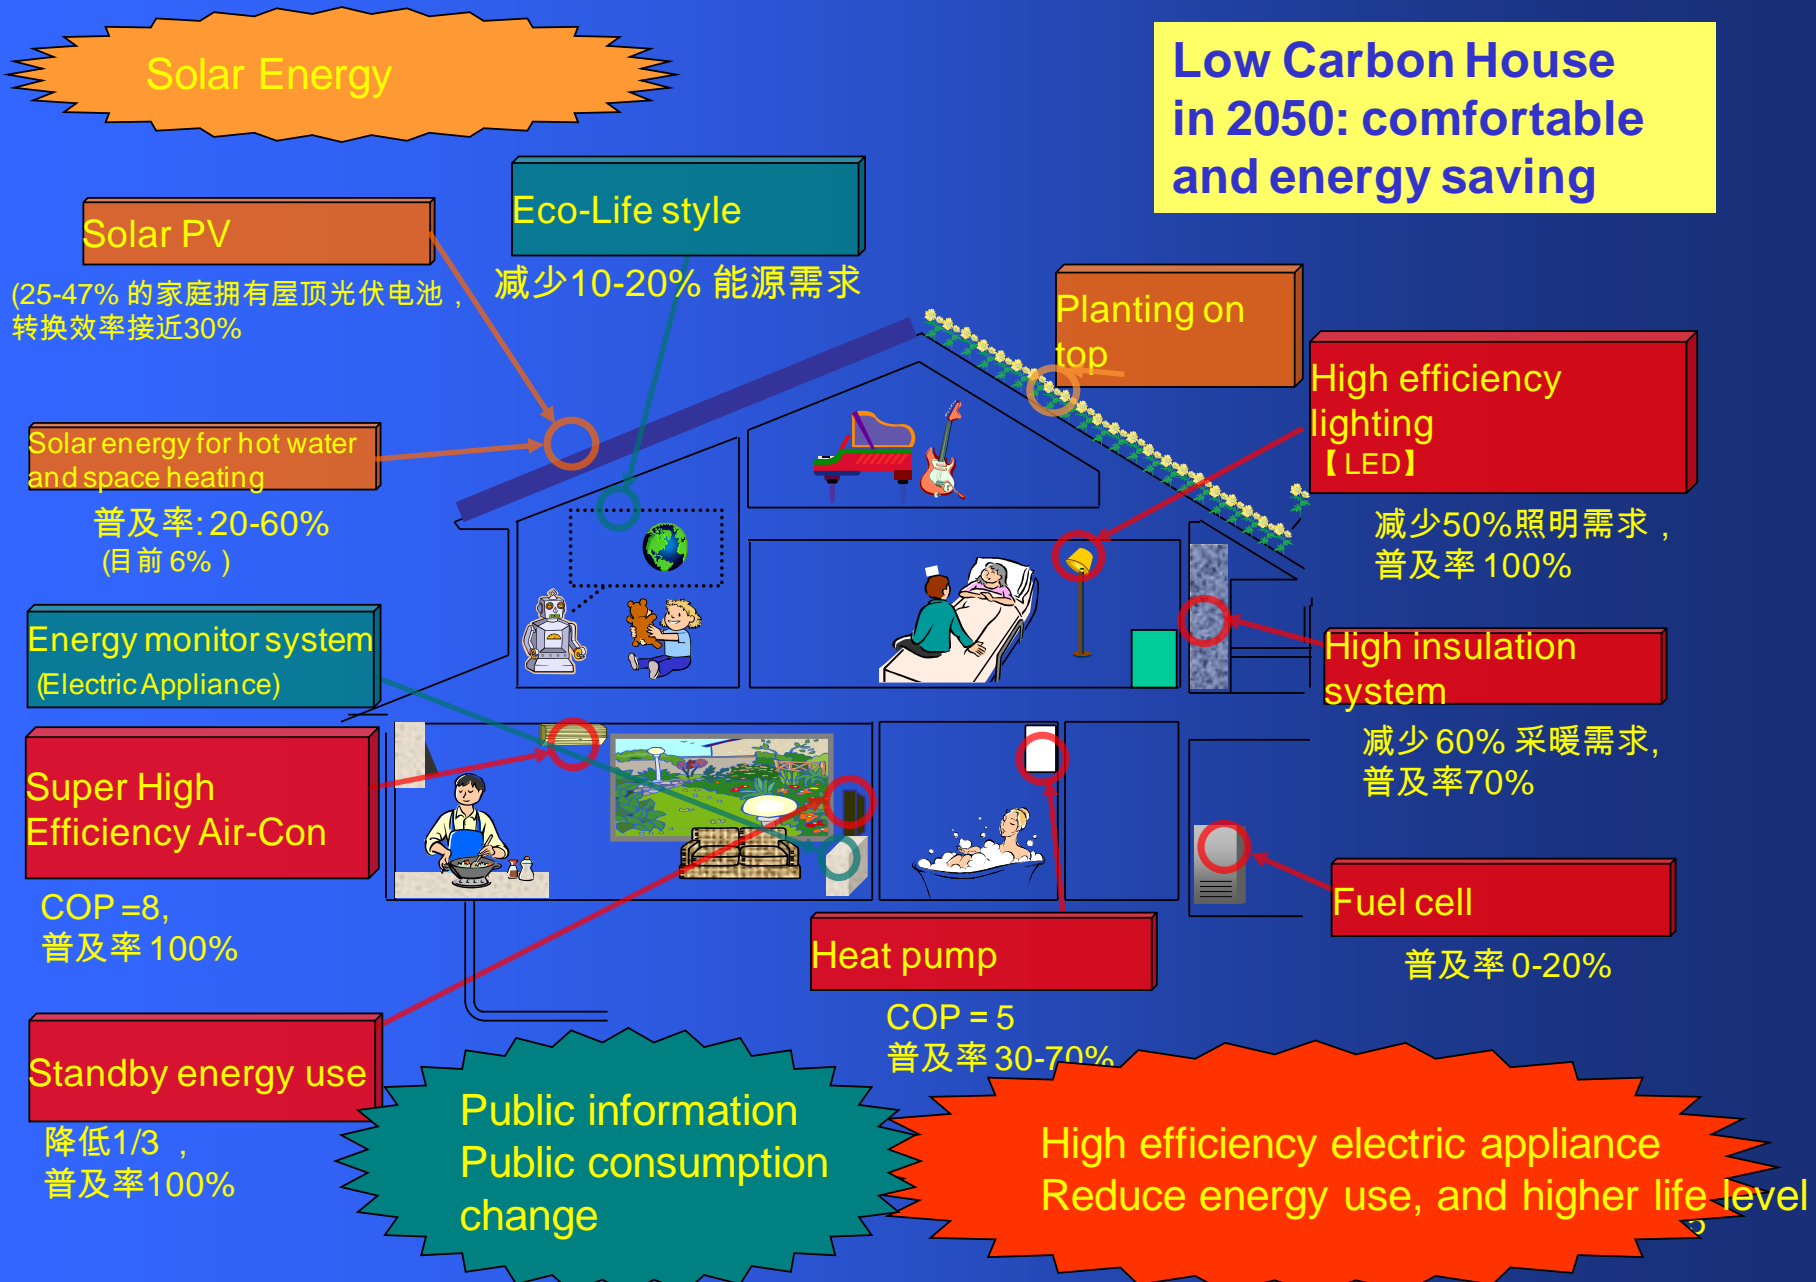 Solar Energy
Low Carbon House
in 2050: comfortable
and energy saving
Eco-Life style
减少10-20% 能源需求
Solar PV
(25-47% 的家庭拥有屋顶光伏电池，
转换效率接近30%
Planting on
top
High efficiency
lighting
【 LED】
减少50%照明需求，
普及率 100%
Solar energy for hot water
and space heating
普及率: 20-60%
(目前 6% )
Energy monitor system
(Electric Appliance)
High insulation
system
减少 60% 采暖需求,
普及率70%
Super High
Efficiency Air-Con
COP =8,
普及率 100%
Fuel cell
普及率 0-20%
Heat pump
COP = 5
普及率 30-70%
Standby energy use
降低1/3 ，
普及率100%
Public information
Public consumption
change
High efficiency electric appliance
Reduce energy use, and higher life level